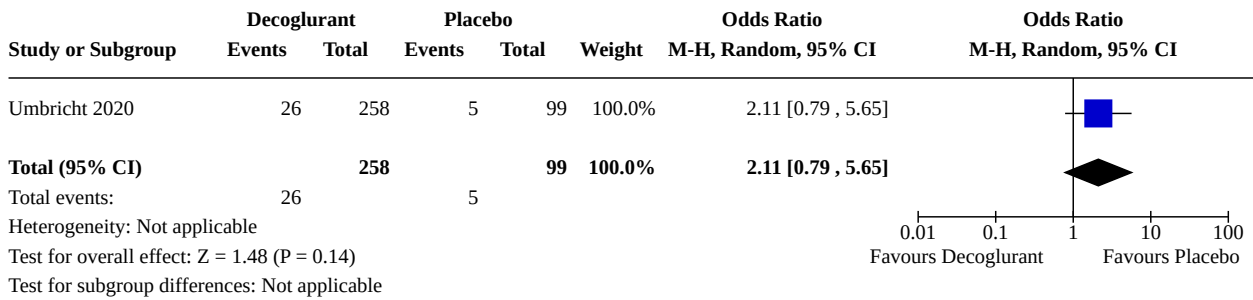 Decoglurant Placebo Odds Ratio Odds Ratio
Study or Subgroup Events Total Events Total Weight M-H, Random, 95% CI M-H, Random, 95% CI
Umbricht 2020 26 258 5 99 100.0% 2.11 [0.79 , 5.65]
Total (95% CI) 258 99 100.0% 2.11 [0.79 , 5.65]
Total events: 26 5
Heterogeneity: Not applicable
0.01 0.1 1 10 100
Test for overall effect: Z = 1.48 (P = 0.14)
Favours Decoglurant Favours Placebo
Test for subgroup differences: Not applicable